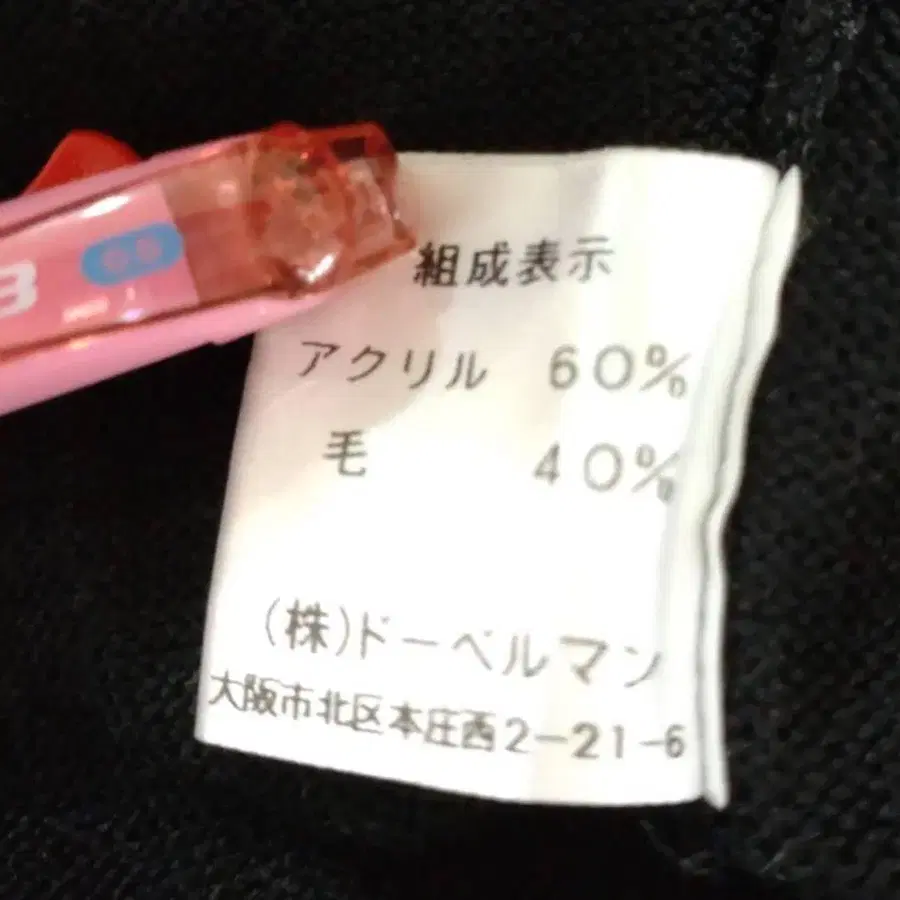 組成表示
アクリル 60%
毛 40%
(株)ドーベルマン
大阪市北区本庄西2-21-6